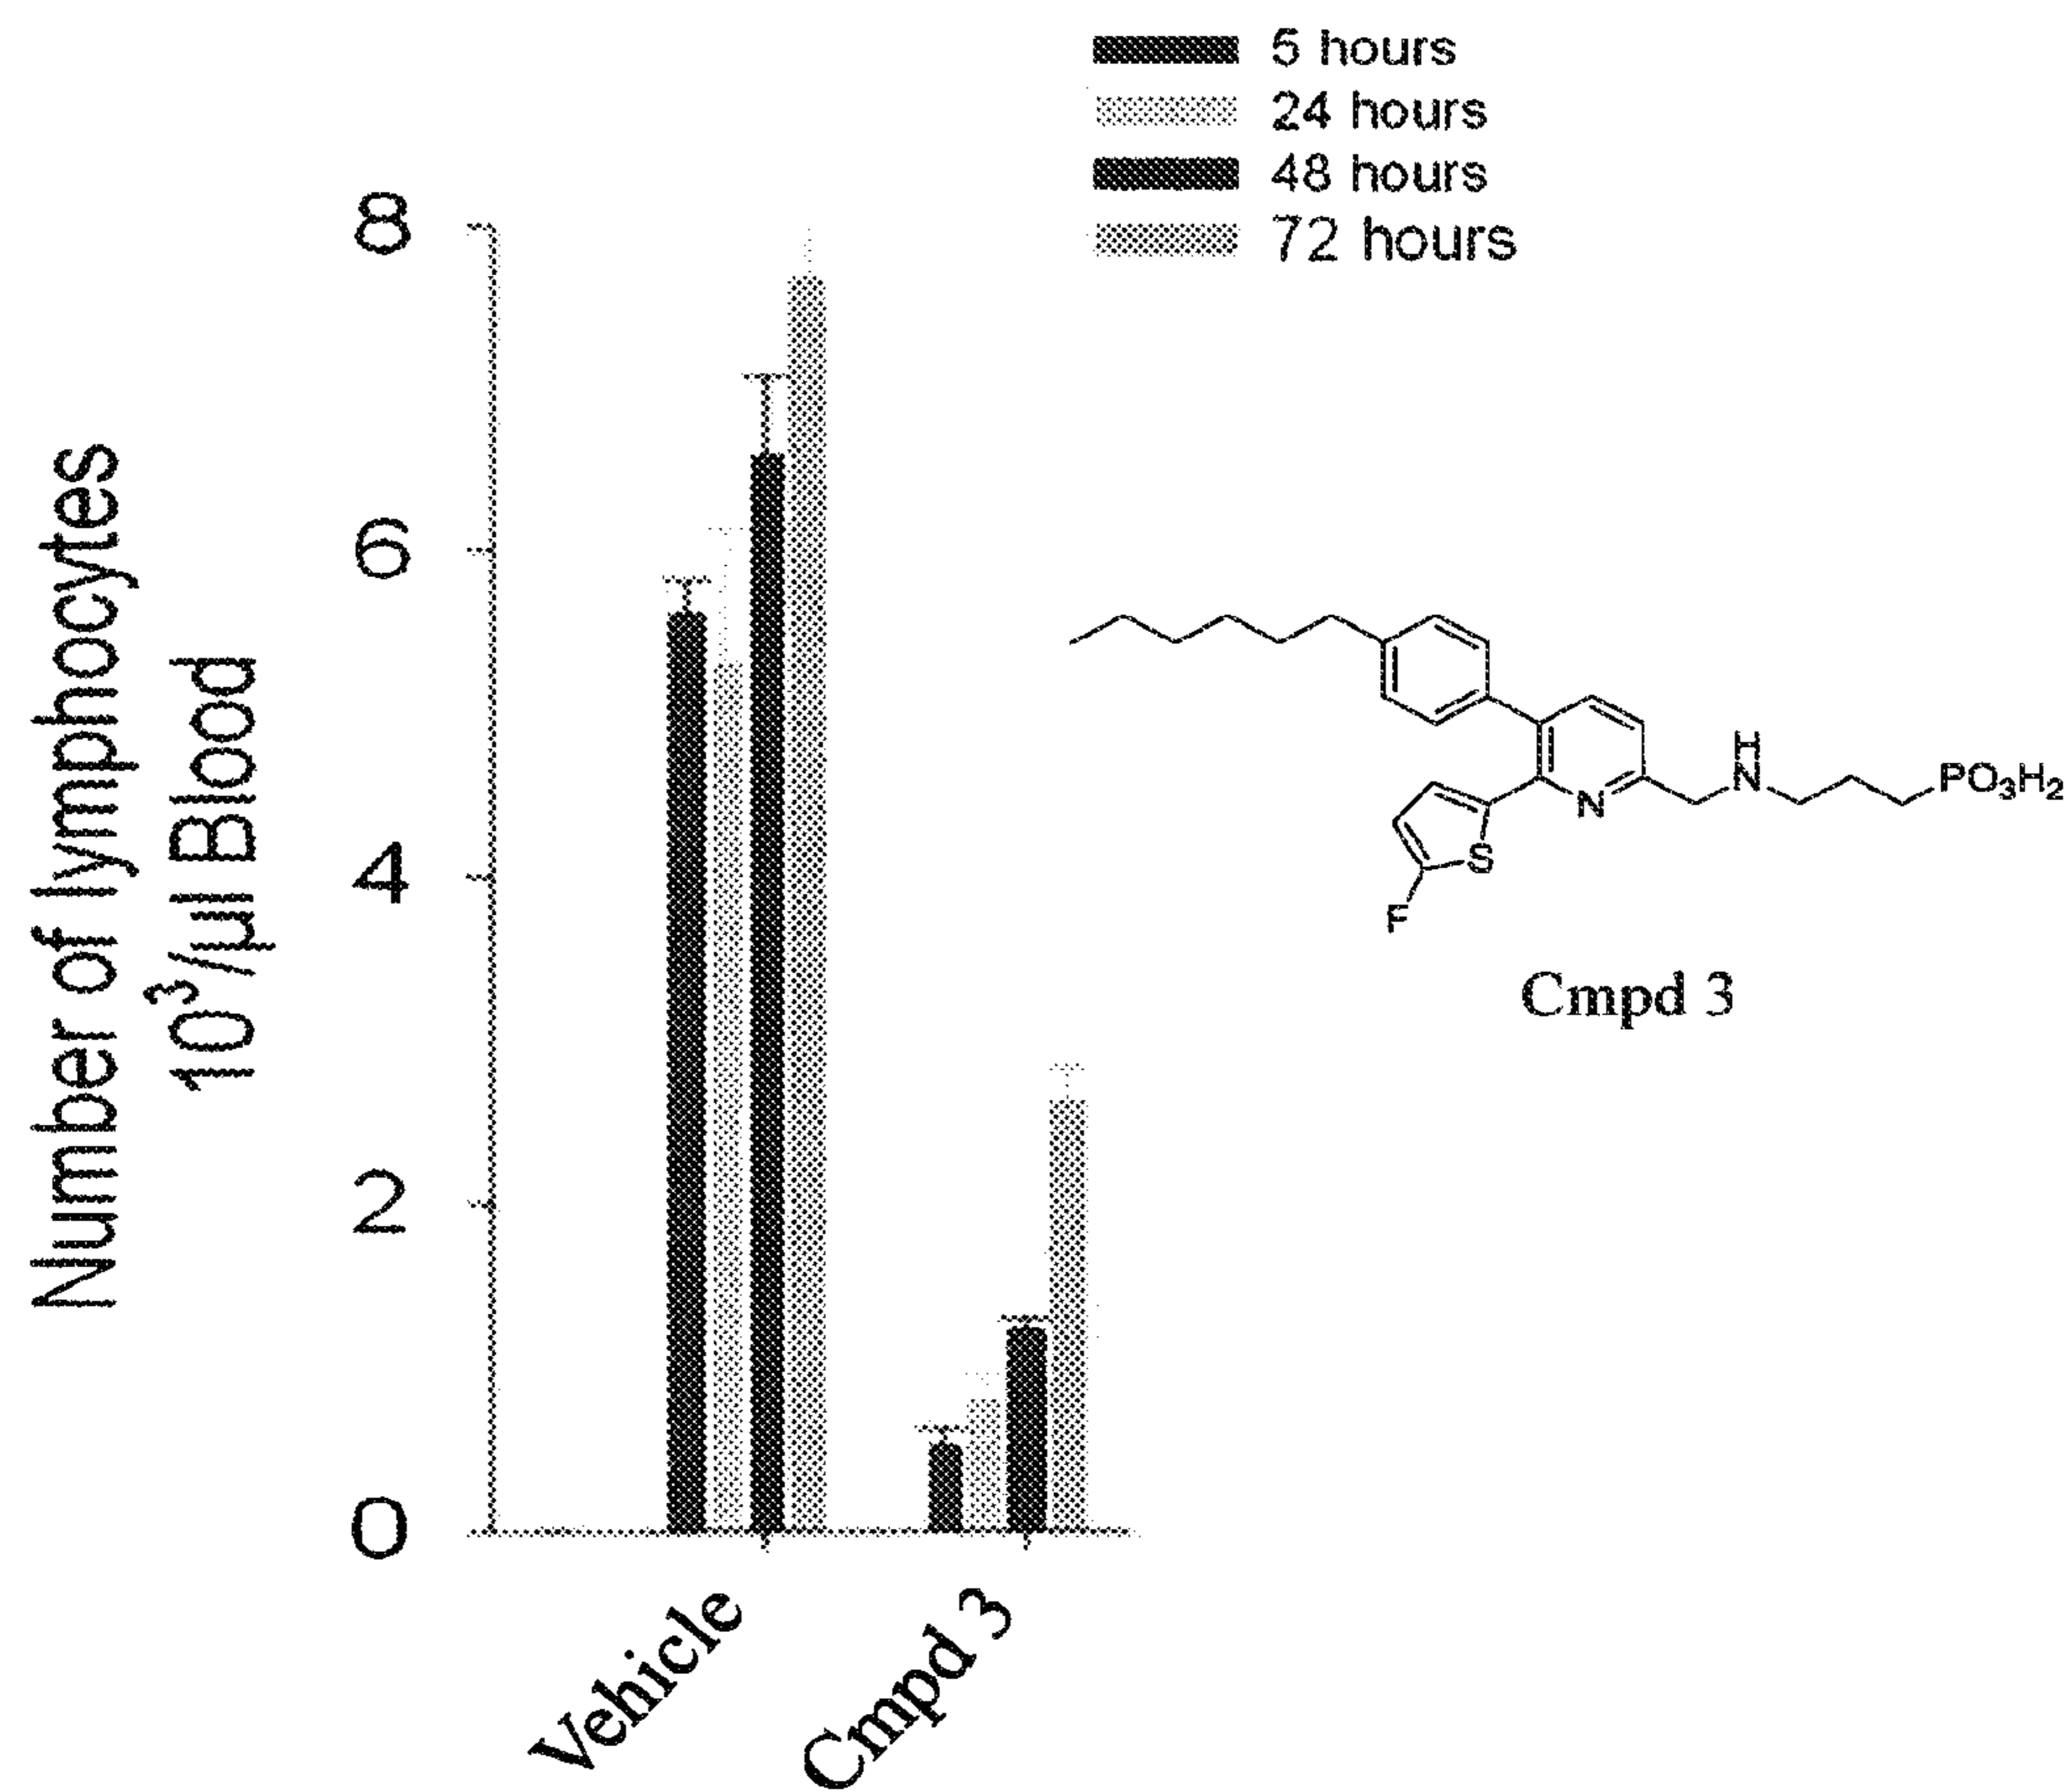 5 hours
24 hours
48 hours
72 hours
Number of lymphocytes
10³/µl Blood
8
6
4
2
0
Vehicle
Cmpd 3
H
N
PO₃H₂
N
S
F
Cmpd 3